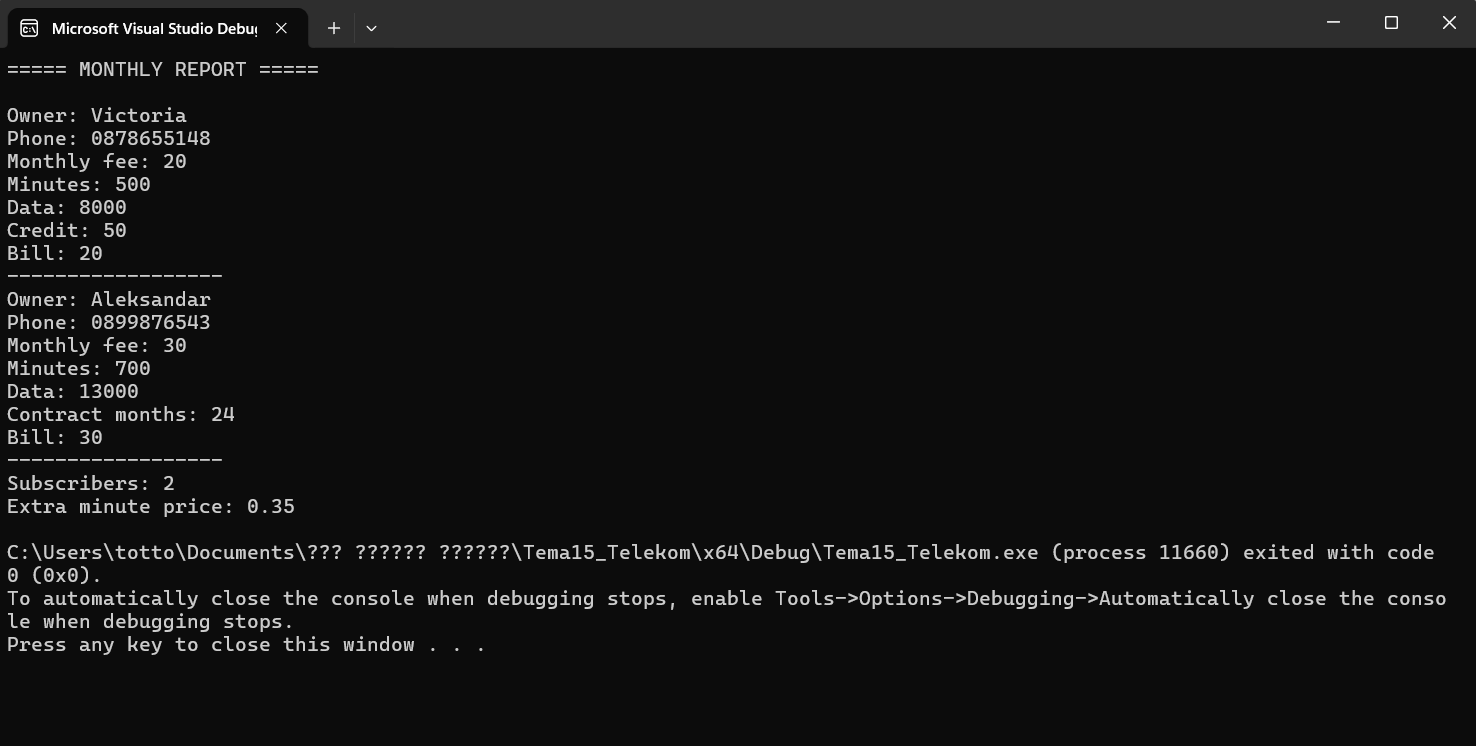 Microsoft Visual Studio Debug
===== MONTHLY REPORT =====
Owner: Victoria
Phone: 0878655148
Monthly fee: 20
Minutes: 500
Data: 8000
Credit: 50
Bill: 20
------------------
Owner: Aleksandar
Phone: 0899876543
Monthly fee: 30
Minutes: 700
Data: 13000
Contract months: 24
Bill: 30
------------------
Subscribers: 2
Extra minute price: 0.35
C:\Users\totto\Documents\??? ?????? ??????\Tema15_Telekom\x64\Debug\Tema15_Telekom.exe (process 11660) exited with code
0 (0x0).
To automatically close the console when debugging stops, enable Tools->Options->Debugging->Automatically close the conso
le when debugging stops.
Press any key to close this window . . .